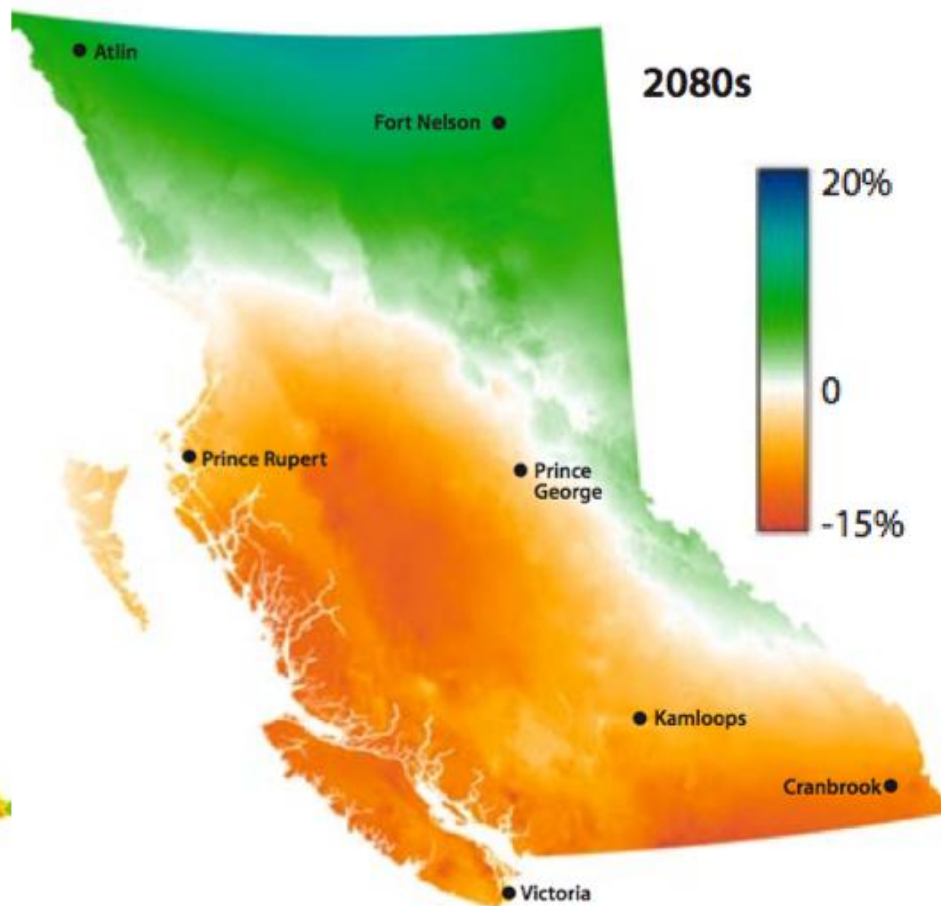 Atlin
2080s
Fort Nelson
20%
0
Prince Rupert
Prince
George
-15%
Kamloops
Cranbrook
Victoria